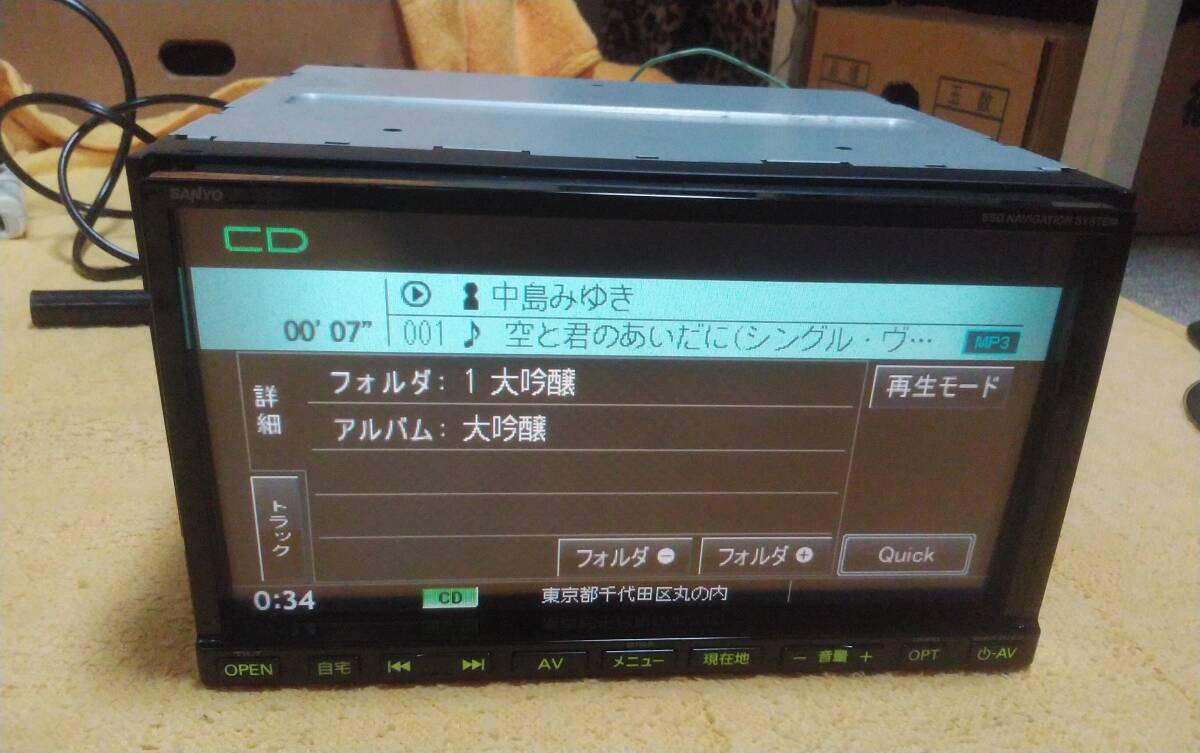 玉数
SANYO
SSD NAVIGATION SYSTEM
CD
中島みゆき
00' 07" 001 ♪ 空と君のあいだに(シングル・ヴ… MP3
詳細
フォルダ: 1 大吟醸
再生モード
アルバム: 大吟醸
トラック
フォルダ − フォルダ + Quick
0:34 CD 東京都千代田区丸の内
OPEN 自宅 AV メニュー 現在地 − 音量 + OPT ⏻-AV